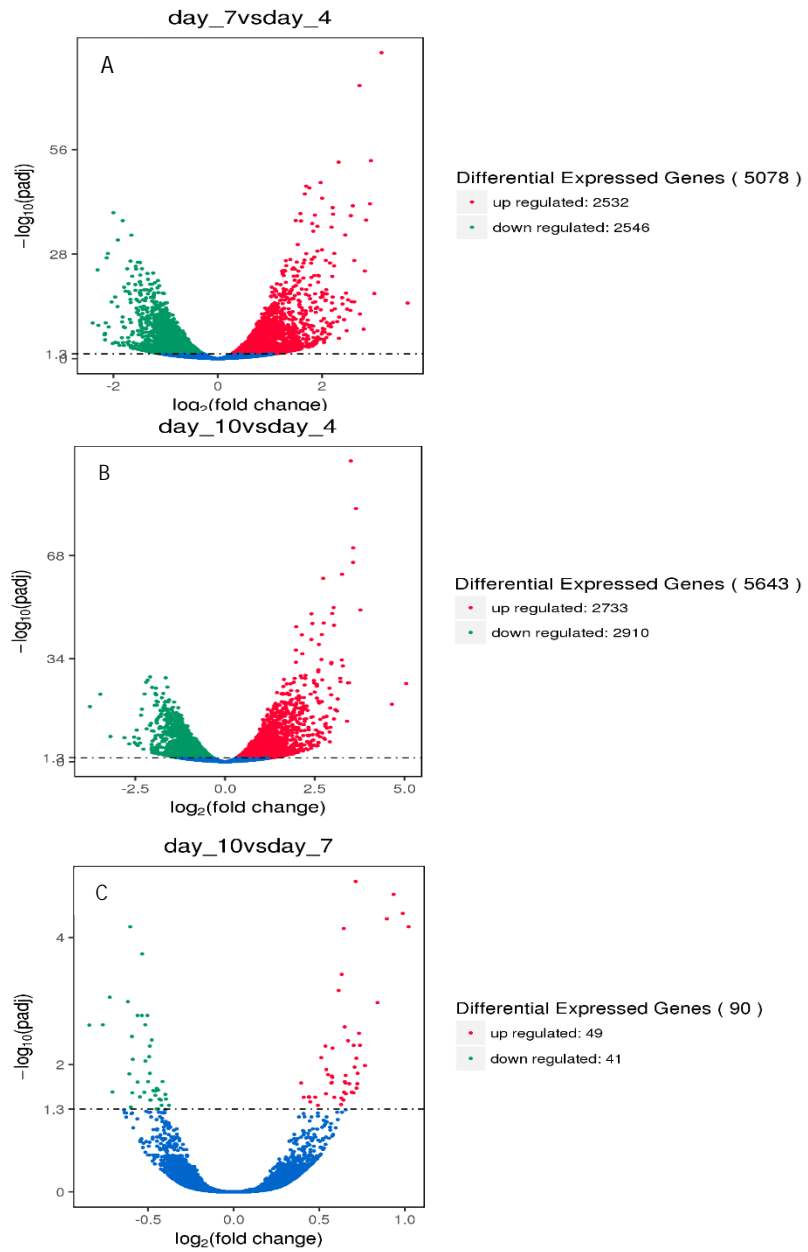 day_7vsday_4
A
56
28
1.3
0
-2
0
2
−log10(padj)
log2(fold change)
Differential Expressed Genes ( 5078 )
up regulated: 2532
down regulated: 2546
day_10vsday_4
B
68
34
1.3
0
-2.5
0.0
2.5
5.0
−log10(padj)
log2(fold change)
Differential Expressed Genes ( 5643 )
up regulated: 2733
down regulated: 2910
day_10vsday_7
C
4
2
1.3
0
-0.5
0.0
0.5
1.0
−log10(padj)
log2(fold change)
Differential Expressed Genes ( 90 )
up regulated: 49
down regulated: 41